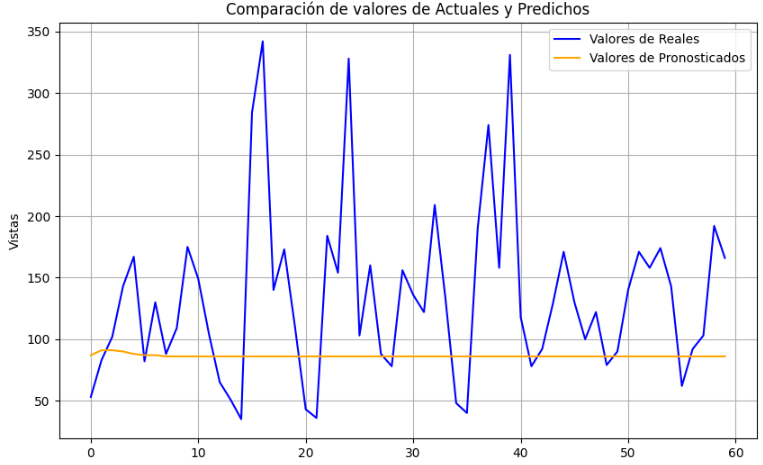 Comparación de valores de Actuales y Predichos
Valores de Reales
Valores de Pronosticados
Vistas
350
300
250
200
150
100
50
0 10 20 30 40 50 60